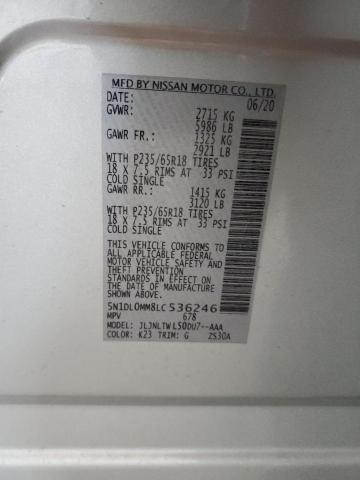 MFD BY NISSAN MOTOR CO., LTD.
DATE: 06/20
GVWR: 2715 KG
5986 LB
GAWR FR.: 1325 KG
2921 LB
WITH P235/65R18 TIRES
18 X 7.5 RIMS AT 33 PSI
COLD SINGLE
GAWR RR.: 1415 KG
3120 LB
WITH P235/65R18 TIRES
18 X 7.5 RIMS AT 33 PSI
COLD SINGLE
THIS VEHICLE CONFORMS TO
ALL APPLICABLE FEDERAL
MOTOR VEHICLE SAFETY AND
THEFT PREVENTION
STANDARDS IN EFFECT ON
THE DATE OF MANUFACTURE
SHOWN ABOVE.
5N1DL0MM8LC536246
MPV 678
MODEL: JLJNLTWL50DU7--AAA
COLOR: K23 TRIM: G ZS30A